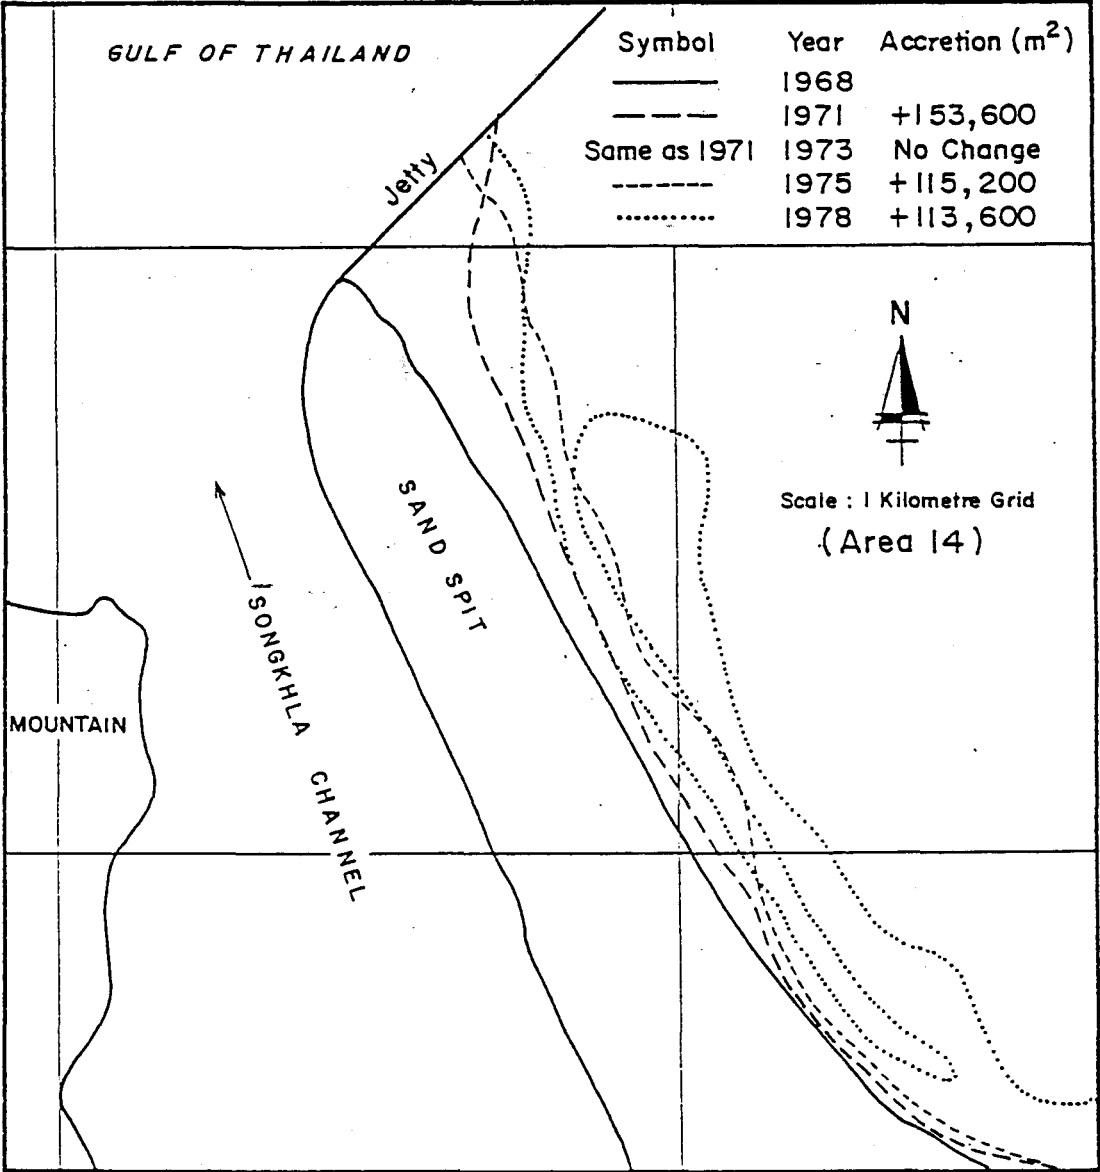 GULF OF THAILAND
Symbol Year Accretion (m²)
1968
1971 +153,600
Same as 1971 1973 No Change
1975 +115,200
1978 +113,600
Jetty
N
Scale : 1 Kilometre Grid
(Area 14)
SAND SPIT
SONGKHLA CHANNEL
MOUNTAIN